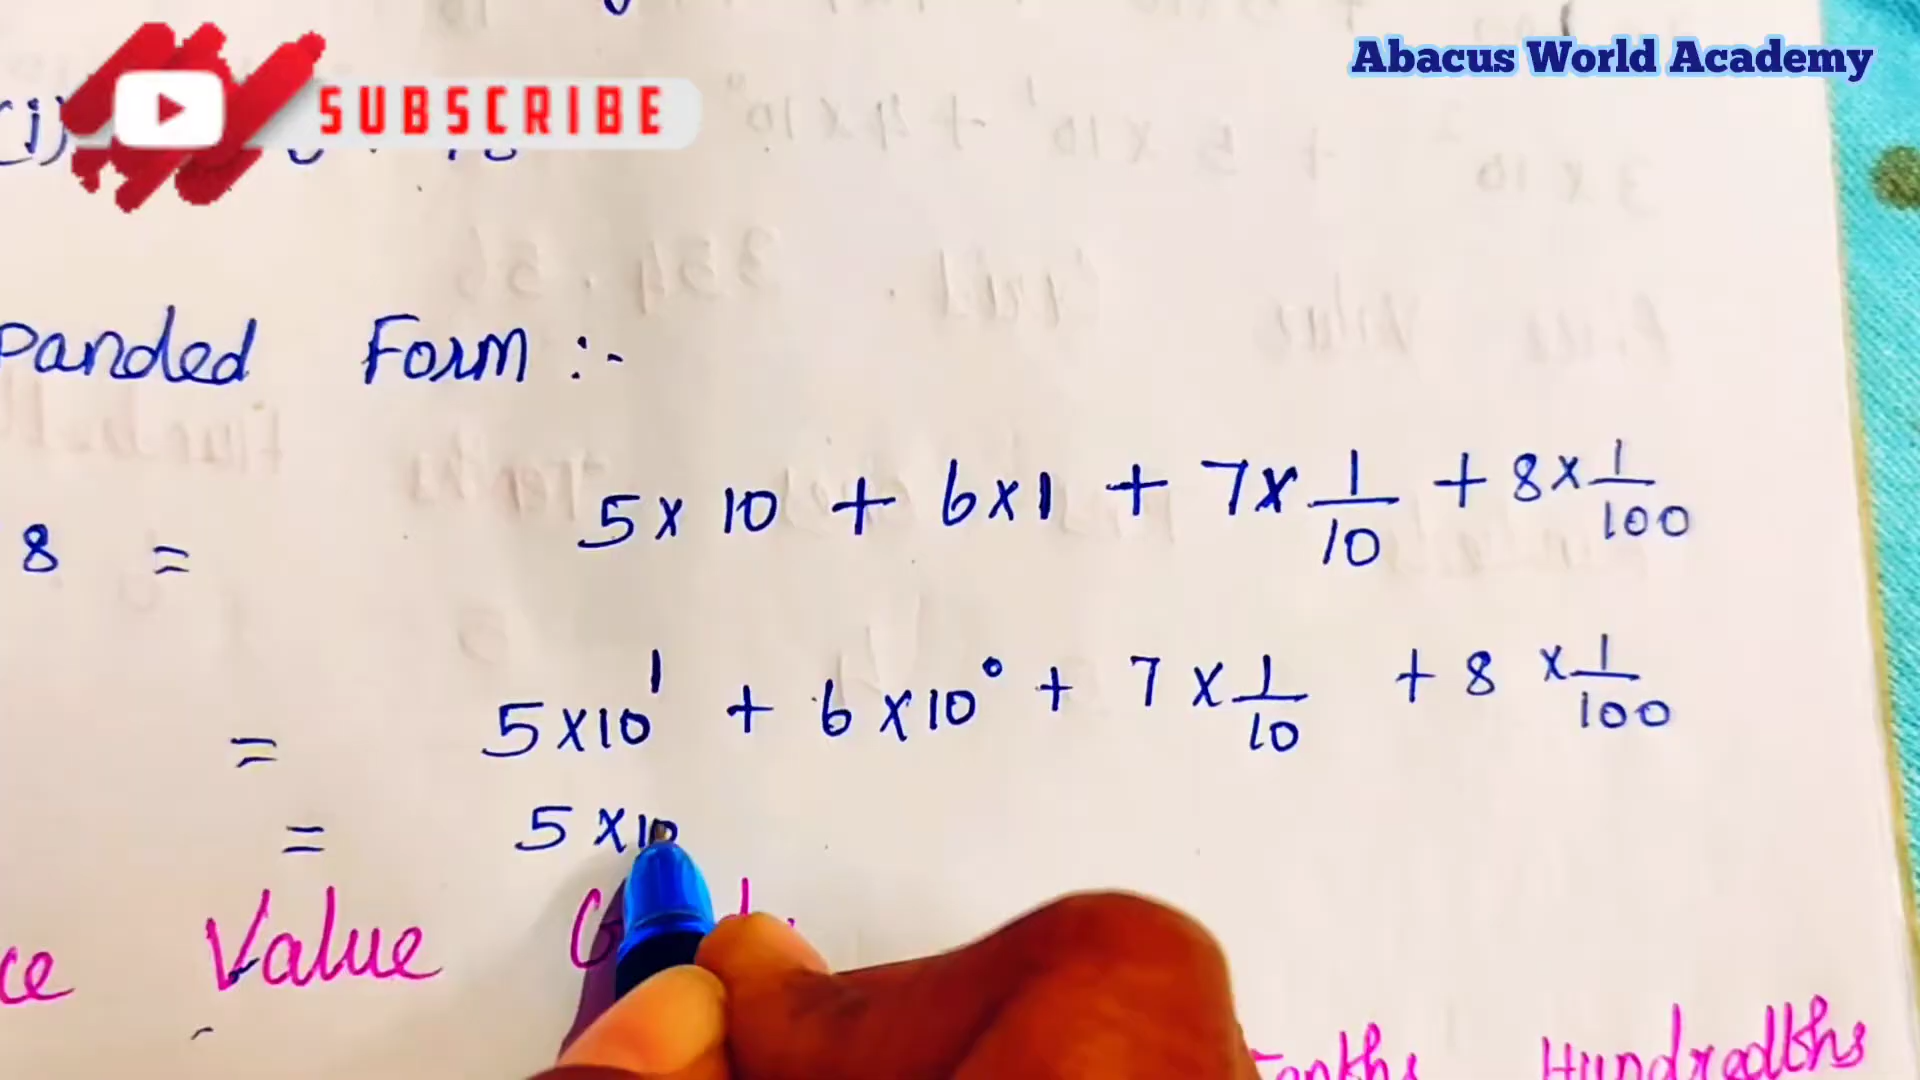 Abacus World Academy
SUBSCRIBE
panded Form :-
8 = 5 × 10 + 6 × 1 + 7 × 1/10 + 8 × 1/100
= 5 × 10¹ + 6 × 10⁰ + 7 × 1/10 + 8 × 1/100
= 5 × 10
ce Value
Tenths Hundredths